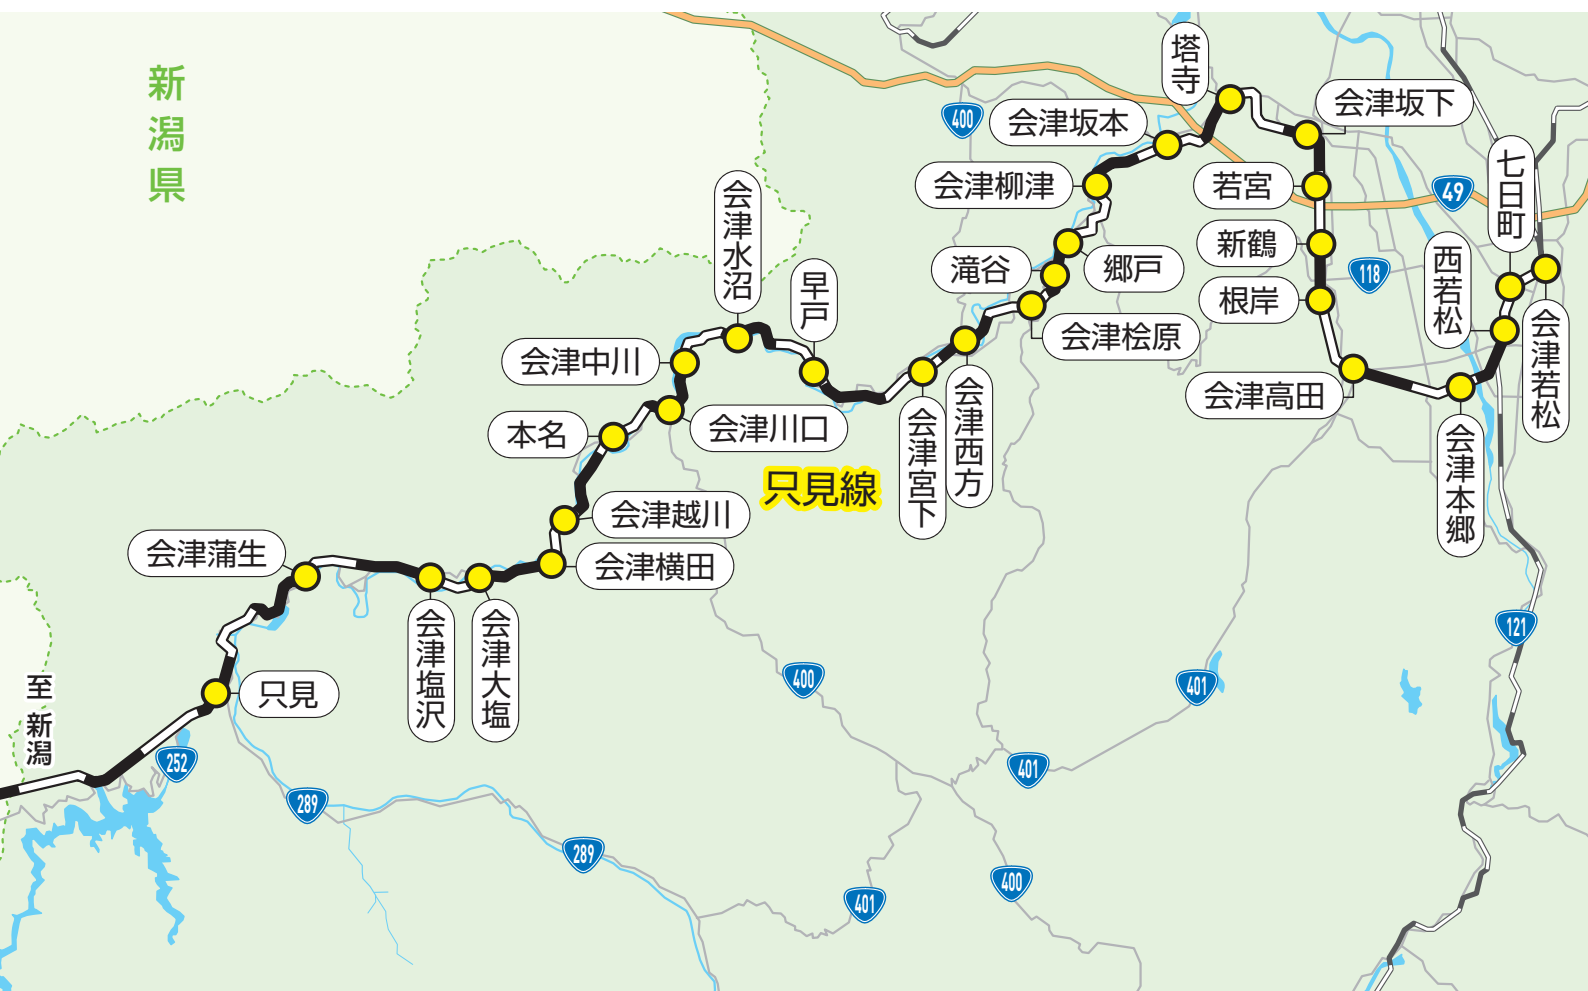 新潟県
塔寺
会津坂下
会津坂本
400
会津柳津
若宮
七日町
49
会津水沼
新鶴
郷戸
滝谷
西若松
118
早戸
根岸
会津桧原
会津若松
会津中川
会津高田
会津西方
会津川口
本名
会津宮下
会津本郷
只見線
会津越川
会津蒲生
会津横田
会津塩沢
会津大塩
121
只見
至新潟
400
401
252
401
289
289
400
401